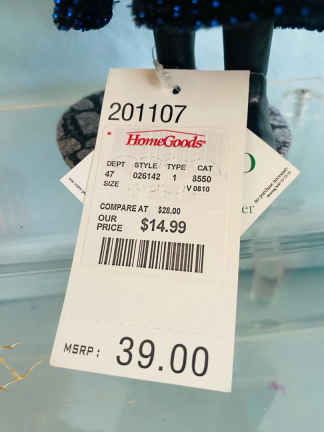 201107
HomeGoods
DEPT STYLE TYPE CAT
47 026142 1 8550
SIZE V 0810
COMPARE AT $28.00
OUR PRICE $14.99
MSRP: 39.00